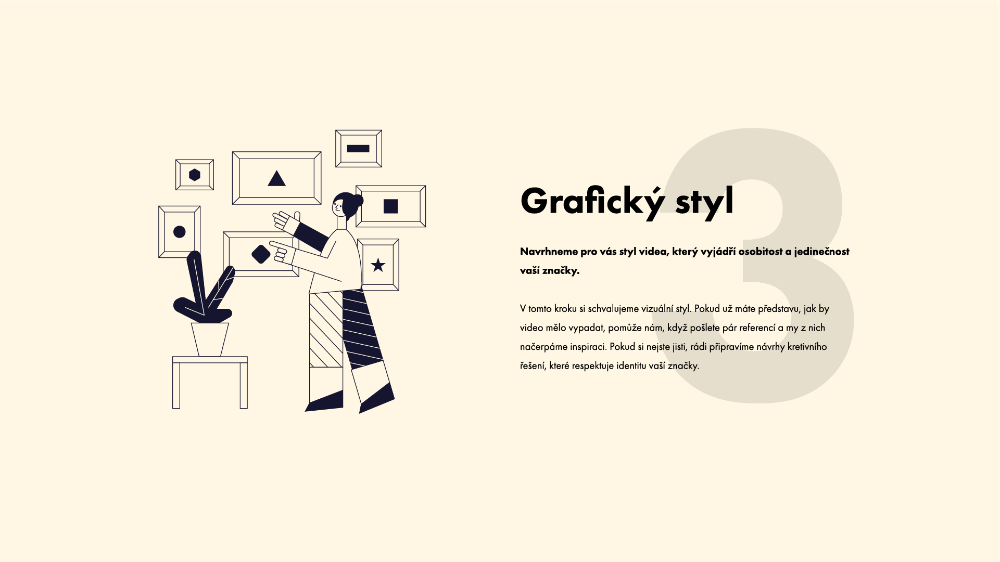 3
Grafický styl
Navrhneme pro vás styl videa, který vyjádří osobitost a jedinečnost
vaší značky.
V tomto kroku si schvalujeme vizuální styl. Pokud už máte představu, jak by
video mělo vypadat, pomůže nám, když pošlete pár referencí a my z nich
načerpáme inspiraci. Pokud si nejste jisti, rádi připravíme návrhy kretivního
řešení, které respektuje identitu vaší značky.